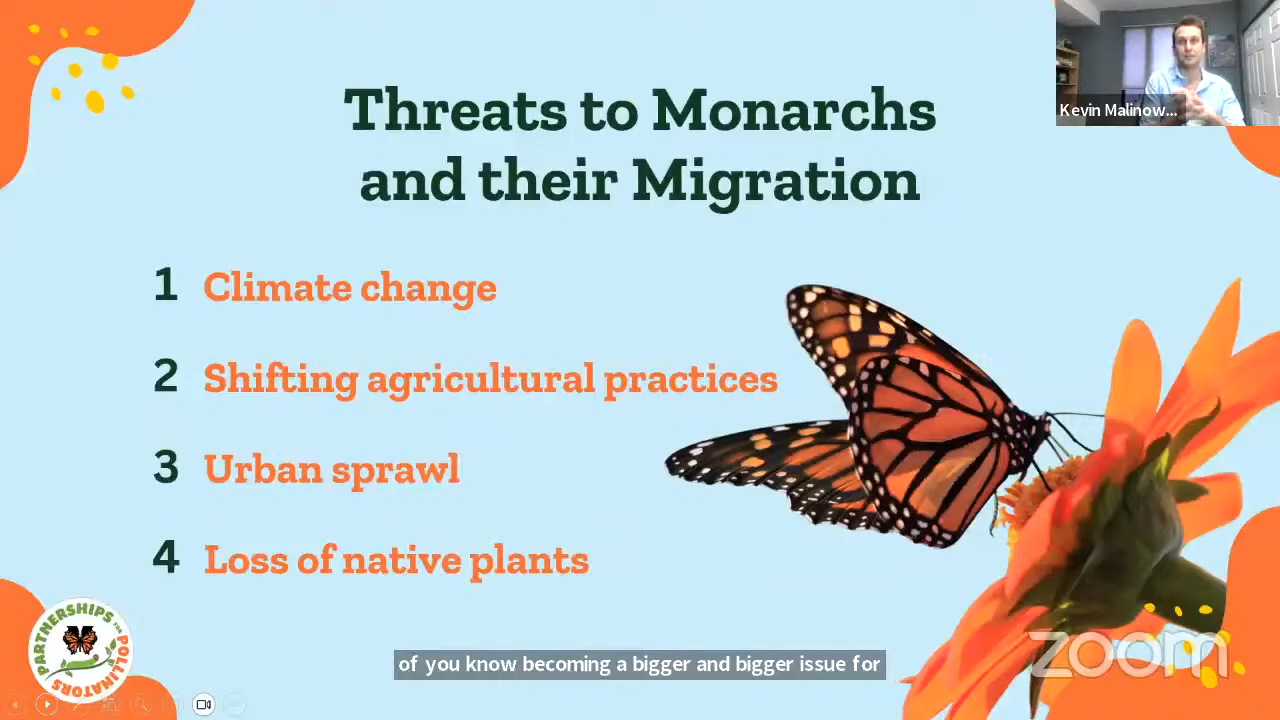 Threats to Monarchs
and their Migration
Kevin Malinow...
1 Climate change
2 Shifting agricultural practices
3 Urban sprawl
4 Loss of native plants
PARTNERSHIPS FOR POLLINATORS
of you know becoming a bigger and bigger issue for
zoom